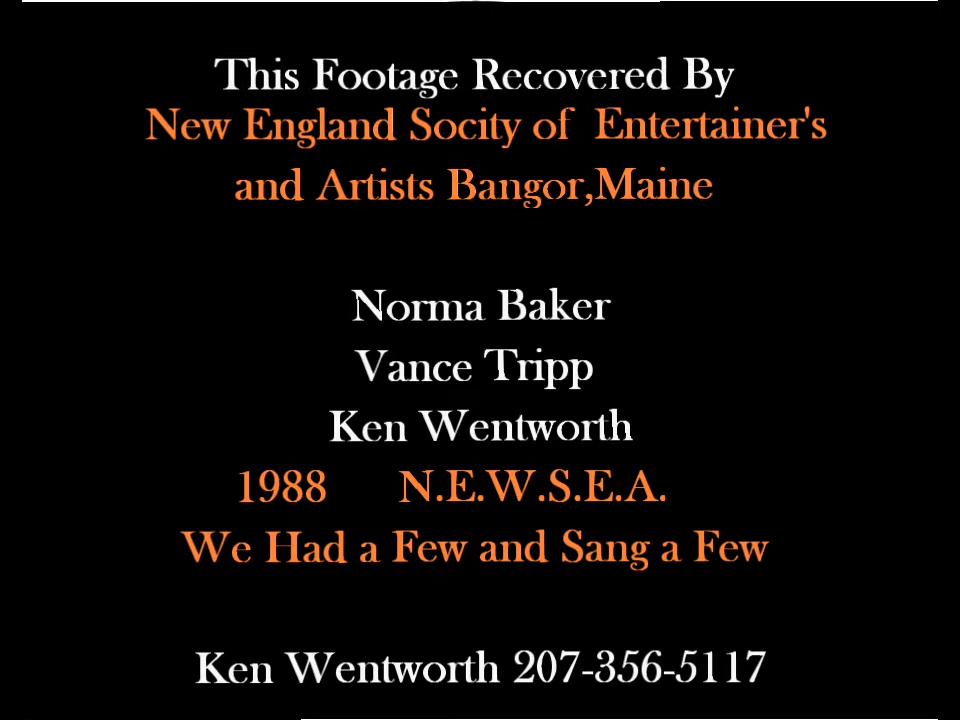 This Footage Recovered By
New England Socity of Entertainer's
and Artists Bangor,Maine
Norma Baker
Vance Tripp
Ken Wentworth
1988 N.E.W.S.E.A.
We Had a Few and Sang a Few
Ken Wentworth 207-356-5117